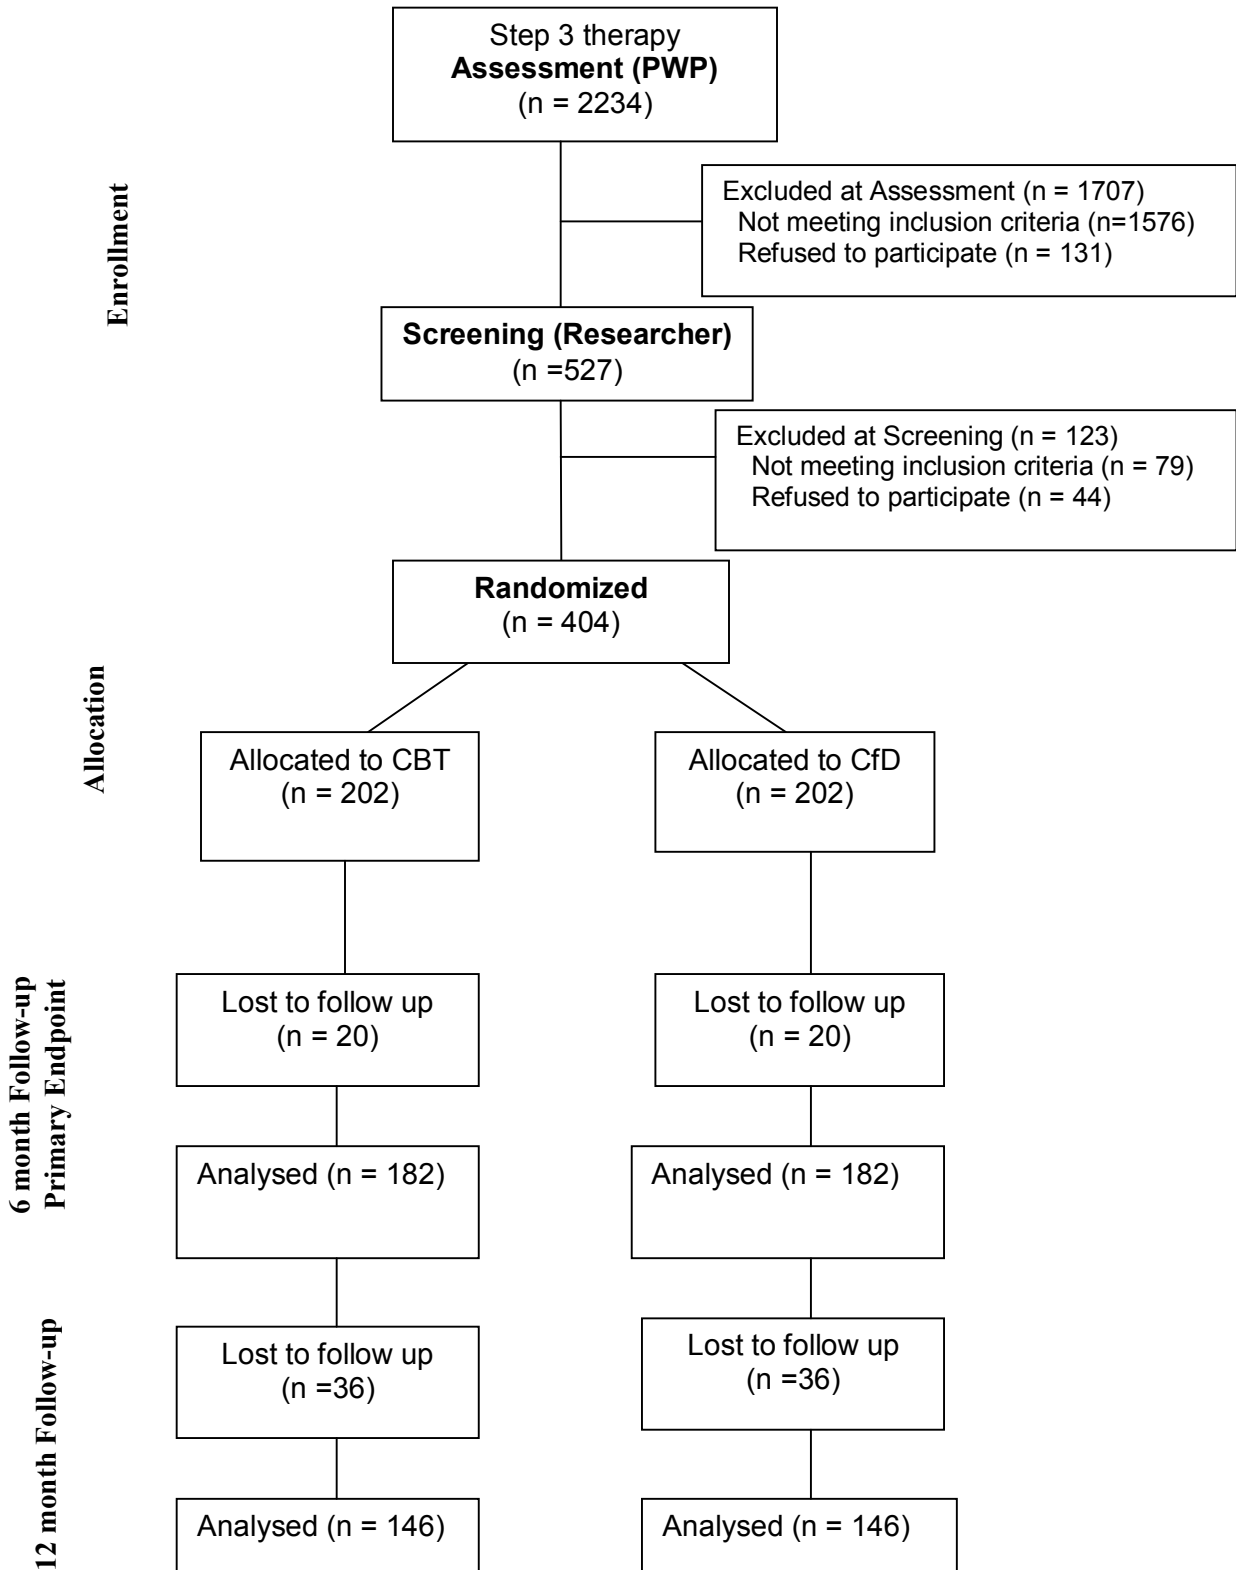 Step 3 therapy
Assessment (PWP)
(n = 2234)
Enrollment
Excluded at Assessment (n = 1707)
Not meeting inclusion criteria (n=1576)
Refused to participate (n = 131)
Screening (Researcher)
(n =527)
Excluded at Screening (n = 123)
Not meeting inclusion criteria (n = 79)
Refused to participate (n = 44)
Randomized
(n = 404)
Allocation
Allocated to CBT
(n = 202)
Allocated to CfD
(n = 202)
6 month Follow-up
Primary Endpoint
Lost to follow up
(n = 20)
Lost to follow up
(n = 20)
Analysed (n = 182)
Analysed (n = 182)
12 month Follow-up
Lost to follow up
(n =36)
Lost to follow up
(n =36)
Analysed (n = 146)
Analysed (n = 146)